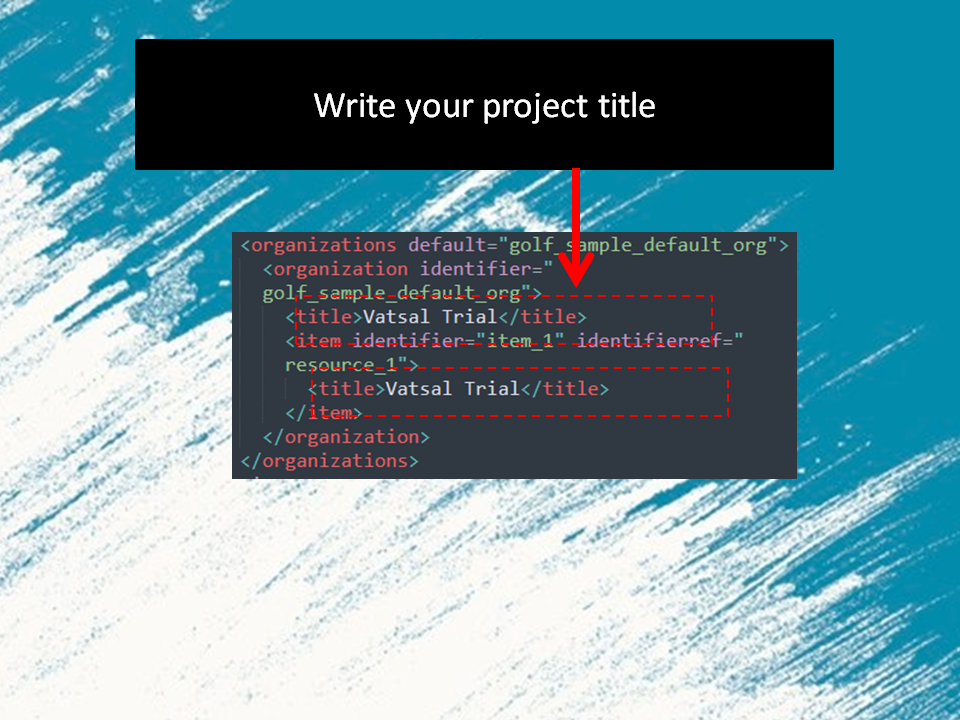 Write your project title
<organizations default="golf_sample_default_org">
<organization identifier="
golf_sample_default_org">
<title>Vatsal Trial</title>
<item identifier="item_1" identifierref="
resource_1">
<title>Vatsal Trial</title>
</item>
</organization>
</organizations>